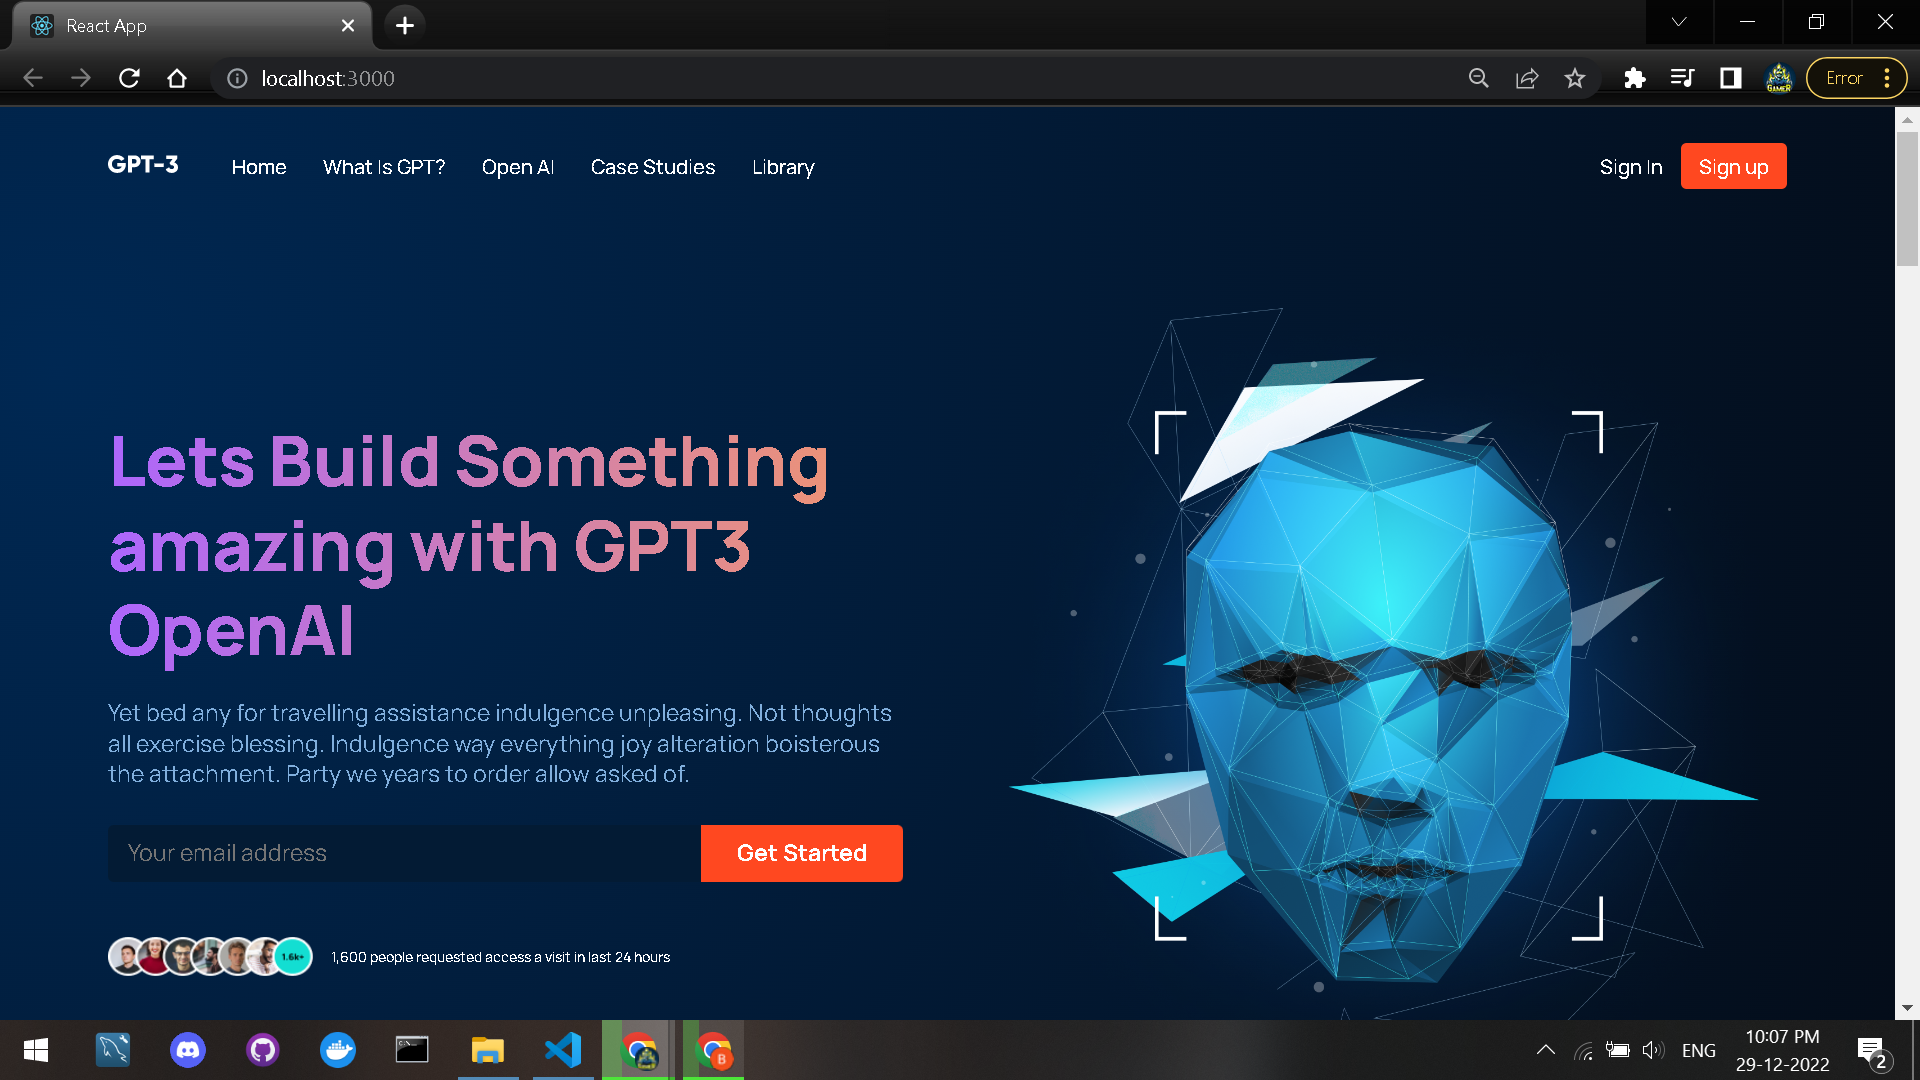 React App
localhost:3000
Error
GPT-3
Home
What Is GPT?
Open AI
Case Studies
Library
Sign In
Sign up
Lets Build Something
amazing with GPT3
OpenAI
Yet bed any for travelling assistance indulgence unpleasing. Not thoughts
all exercise blessing. Indulgence way everything joy alteration boisterous
the attachment. Party we years to order allow asked of.
Your email address
Get Started
1.6k+
1,600 people requested access a visit in last 24 hours
ENG
10:07 PM
29-12-2022
2